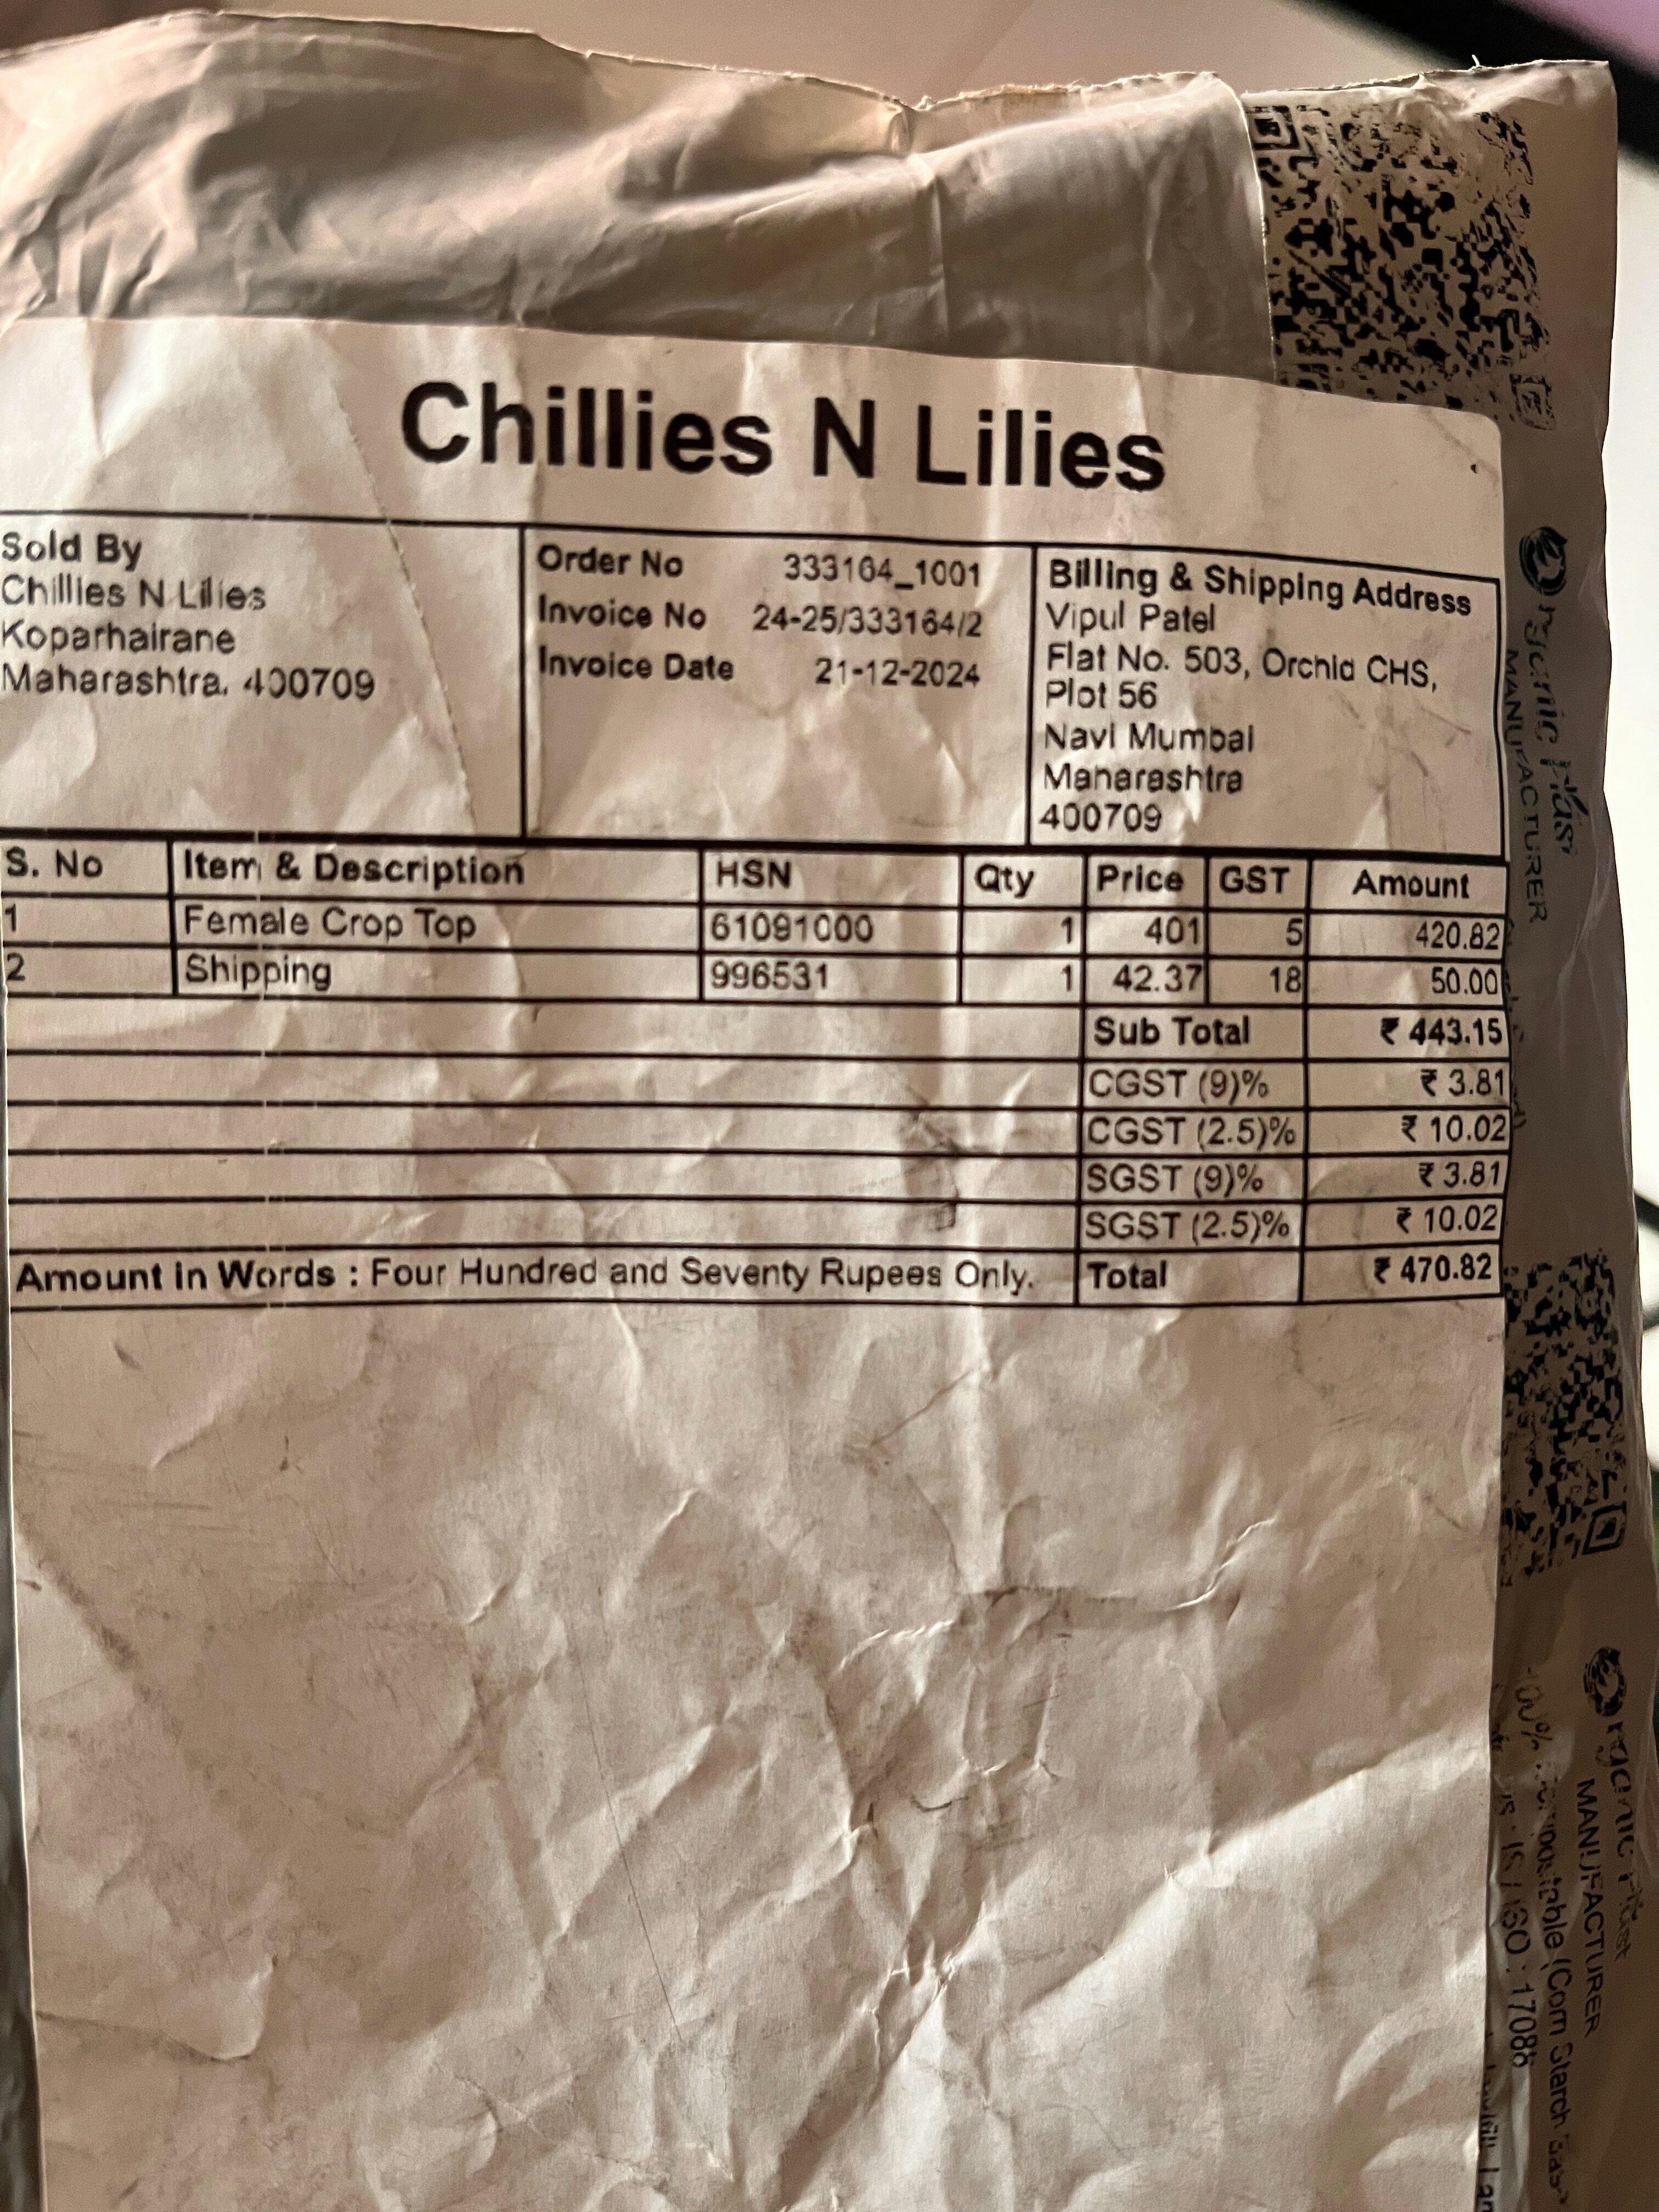 Chillies N Lilies
Sold By
Chillies N Lilies
Koparhairane
Maharashtra, 400709
Order No 333164_1001
Invoice No 24-25/333164/2
Invoice Date 21-12-2024
Billing & Shipping Address
Vipul Patel
Flat No. 503, Orchid CHS,
Plot 56
Navi Mumbai
Maharashtra
400709
S. No Item & Description HSN Qty Price GST Amount
1 Female Crop Top 61091000 1 401 5 420.82
2 Shipping 996531 1 42.37 18 50.00
Sub Total ₹ 443.15
CGST (9)% ₹ 3.81
CGST (2.5)% ₹ 10.02
SGST (9)% ₹ 3.81
SGST (2.5)% ₹ 10.02
Amount in Words : Four Hundred and Seventy Rupees Only. Total ₹ 470.82
MANUFACTURER
MANUFACTURER
(Corn Starch
ISO : 17088